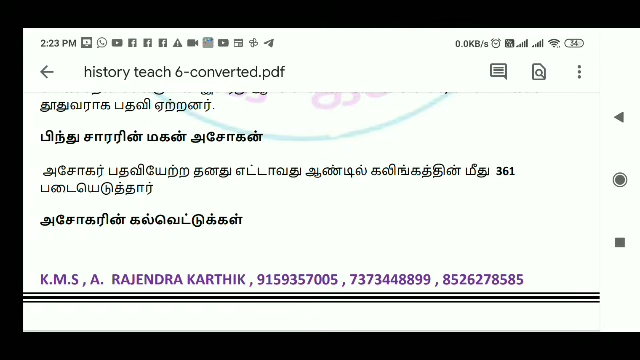 2:23 PM
0.0KB/s
34
history teach 6-converted.pdf
தூதுவராக பதவி ஏற்றனர்.
பிந்து சாரரின் மகன் அசோகன்
அசோகர் பதவியேற்ற தனது எட்டாவது ஆண்டில் கலிங்கத்தின் மீது 361
படையெடுத்தார்
அசோகரின் கல்வெட்டுக்கள்
K.M.S , A. RAJENDRA KARTHIK , 9159357005 , 7373448899 , 8526278585